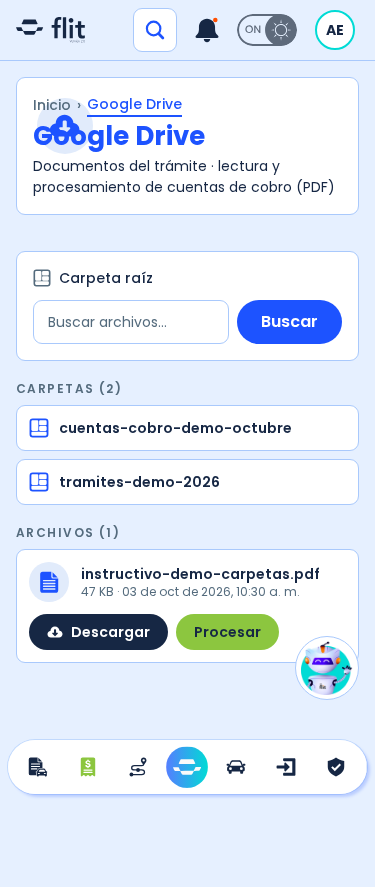 flit
ON
AE
Inicio › Google Drive
Google Drive
Documentos del trámite · lectura y
procesamiento de cuentas de cobro (PDF)
Carpeta raíz
Buscar archivos...
Buscar
CARPETAS (2)
cuentas-cobro-demo-octubre
tramites-demo-2026
ARCHIVOS (1)
instructivo-demo-carpetas.pdf
47 KB · 03 de oct de 2026, 10:30 a. m.
Descargar
Procesar